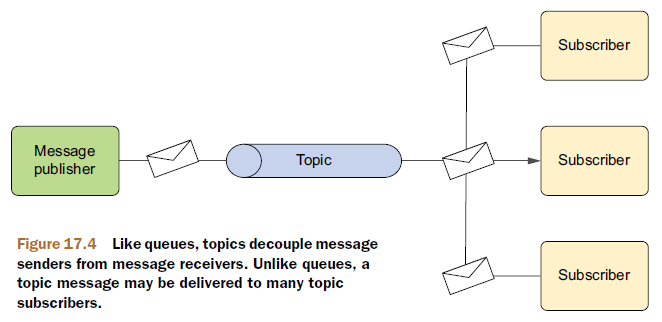 Message
publisher
Topic
Subscriber
Subscriber
Subscriber
Figure 17.4 Like queues, topics decouple message
senders from message receivers. Unlike queues, a
topic message may be delivered to many topic
subscribers.